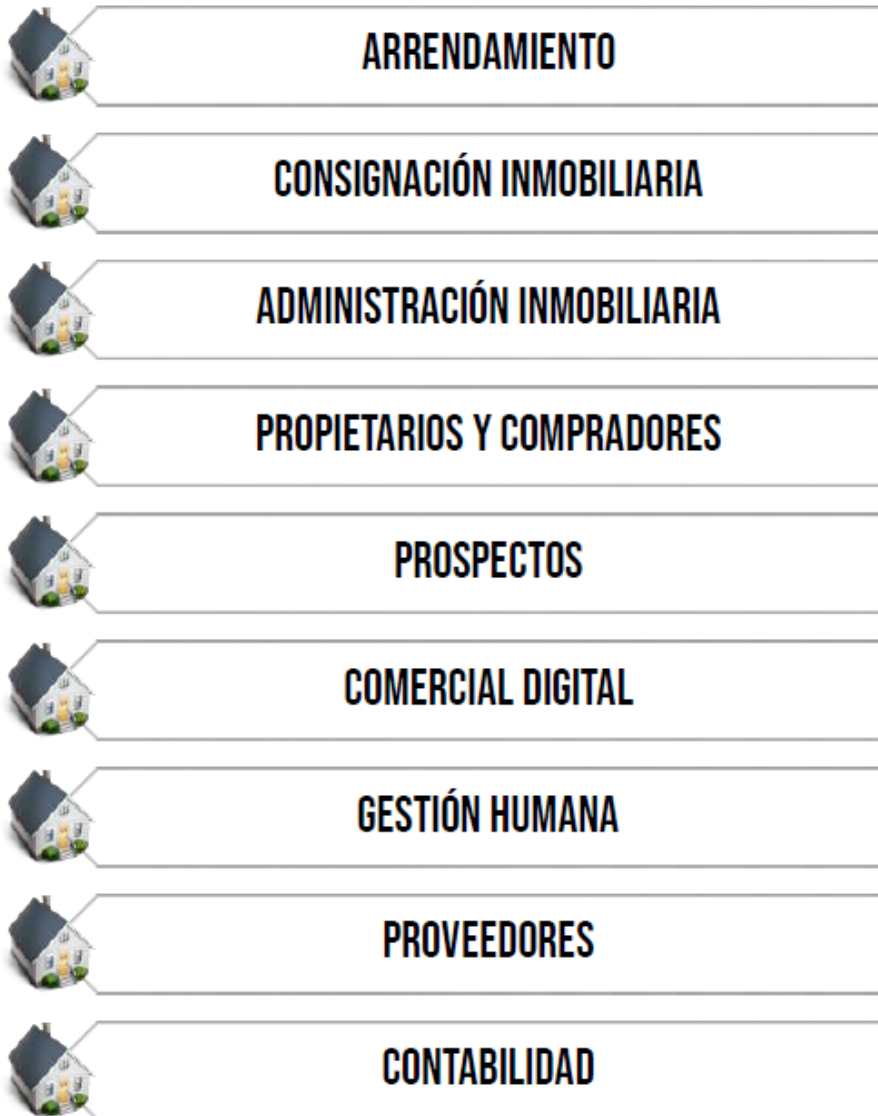 ARRENDAMIENTO
CONSIGNACIÓN INMOBILIARIA
ADMINISTRACIÓN INMOBILIARIA
PROPIETARIOS Y COMPRADORES
PROSPECTOS
COMERCIAL DIGITAL
GESTIÓN HUMANA
PROVEEDORES
CONTABILIDAD